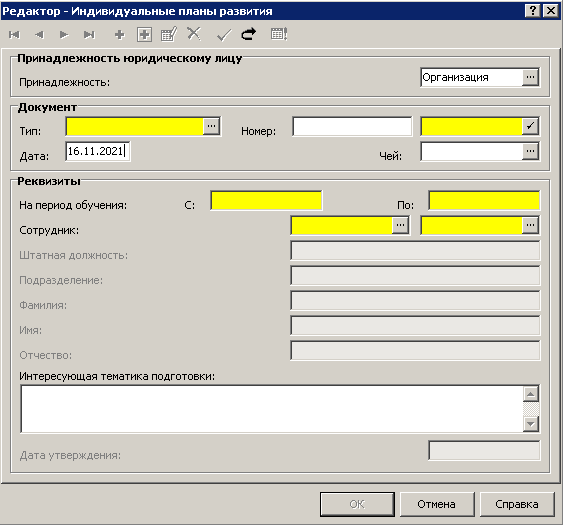 Редактор - Индивидуальные планы развития
Принадлежность юридическому лицу
Принадлежность: Организация ...
Документ
Тип: ... Номер:
Дата: 16.11.2021 Чей: ...
Реквизиты
На период обучения: С: По:
Сотрудник: ... ...
Штатная должность:
Подразделение:
Фамилия:
Имя:
Отчество:
Интересующая тематика подготовки:
Дата утверждения:
ОК Отмена Справка